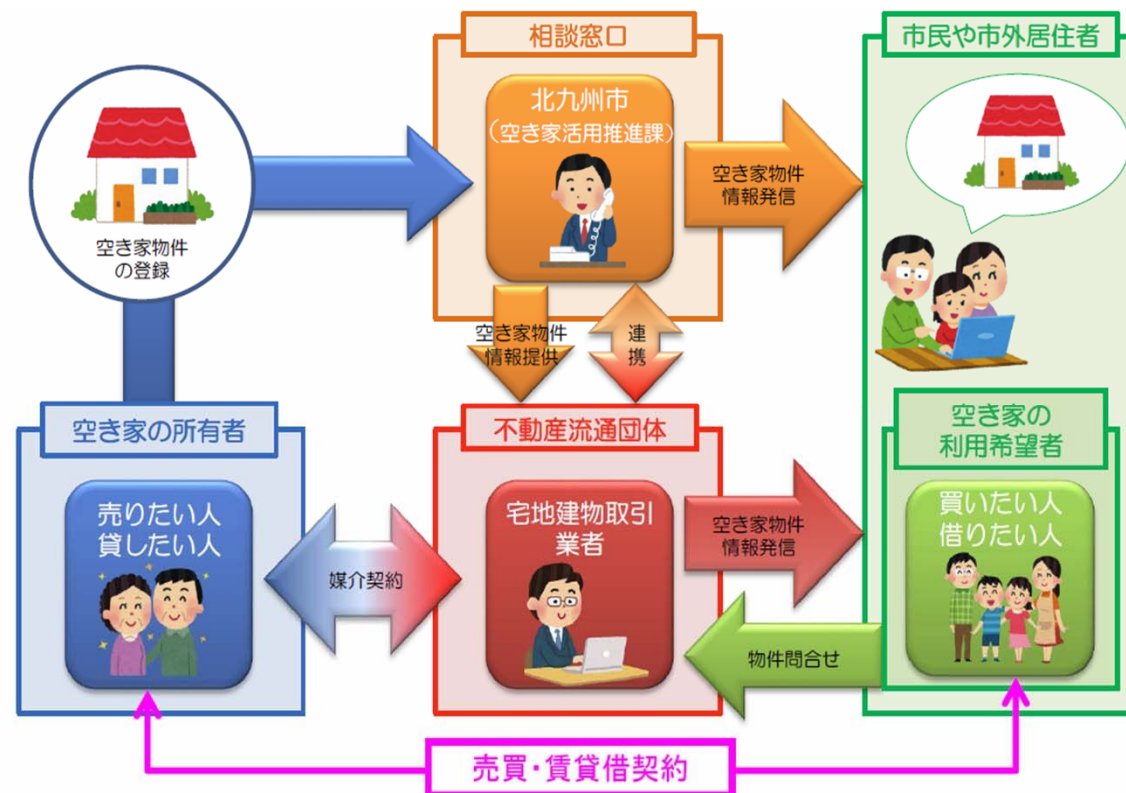 相談窓口
北九州市
（空き家活用推進課）
市民や市外居住者
空き家物件
の登録
空き家物件
情報発信
空き家物件
情報提供
連
携
空き家の所有者
売りたい人
貸したい人
媒介契約
不動産流通団体
宅地建物取引
業者
空き家物件
情報発信
物件問合せ
空き家の
利用希望者
買いたい人
借りたい人
売買・賃貸借契約